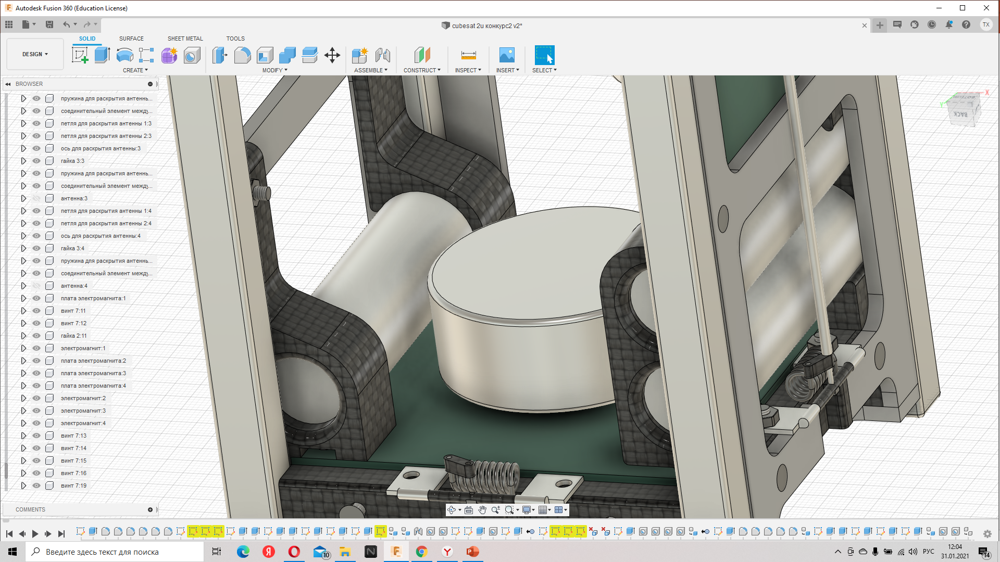 Autodesk Fusion 360 (Education License)
cubesat 2u конкурс2 v2*
TX
SOLID
SURFACE
SHEET METAL
TOOLS
DESIGN
CREATE
MODIFY
ASSEMBLE
CONSTRUCT
INSPECT
INSERT
SELECT
BROWSER
пружина для раскрытия антеннь...
соединительный элемент между...
петля для раскрытия антенны 1:3
петля для раскрытия антенны 2:3
ось для раскрытия антенны:3
гайка 3:3
пружина для раскрытия антеннь...
соединительный элемент между...
антенна:3
петля для раскрытия антенны 1:4
петля для раскрытия антенны 2:4
ось для раскрытия антенны:4
гайка 3:4
пружина для раскрытия антеннь...
соединительный элемент между...
антенна:4
плата электромагнита:1
винт 7:11
винт 7:12
гайка 2:11
электромагнит:1
плата электромагнита:2
плата электромагнита:3
плата электромагнита:4
электромагнит:2
электромагнит:3
электромагнит:4
винт 7:13
винт 7:14
винт 7:15
винт 7:16
винт 7:19
COMMENTS
X
Y
BACK
Введите здесь текст для поиска
10
РУС
12:04
31.01.2021
14